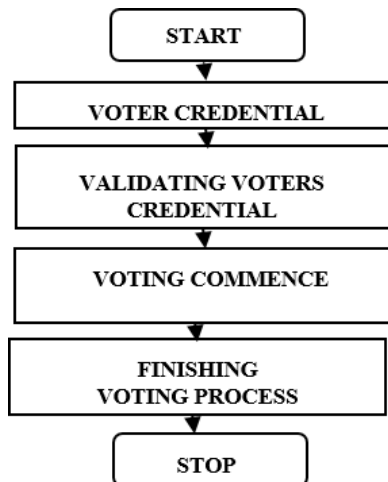 START
VOTER CREDENTIAL
VALIDATING VOTERS
CREDENTIAL
VOTING COMMENCE
FINISHING
VOTING PROCESS
STOP